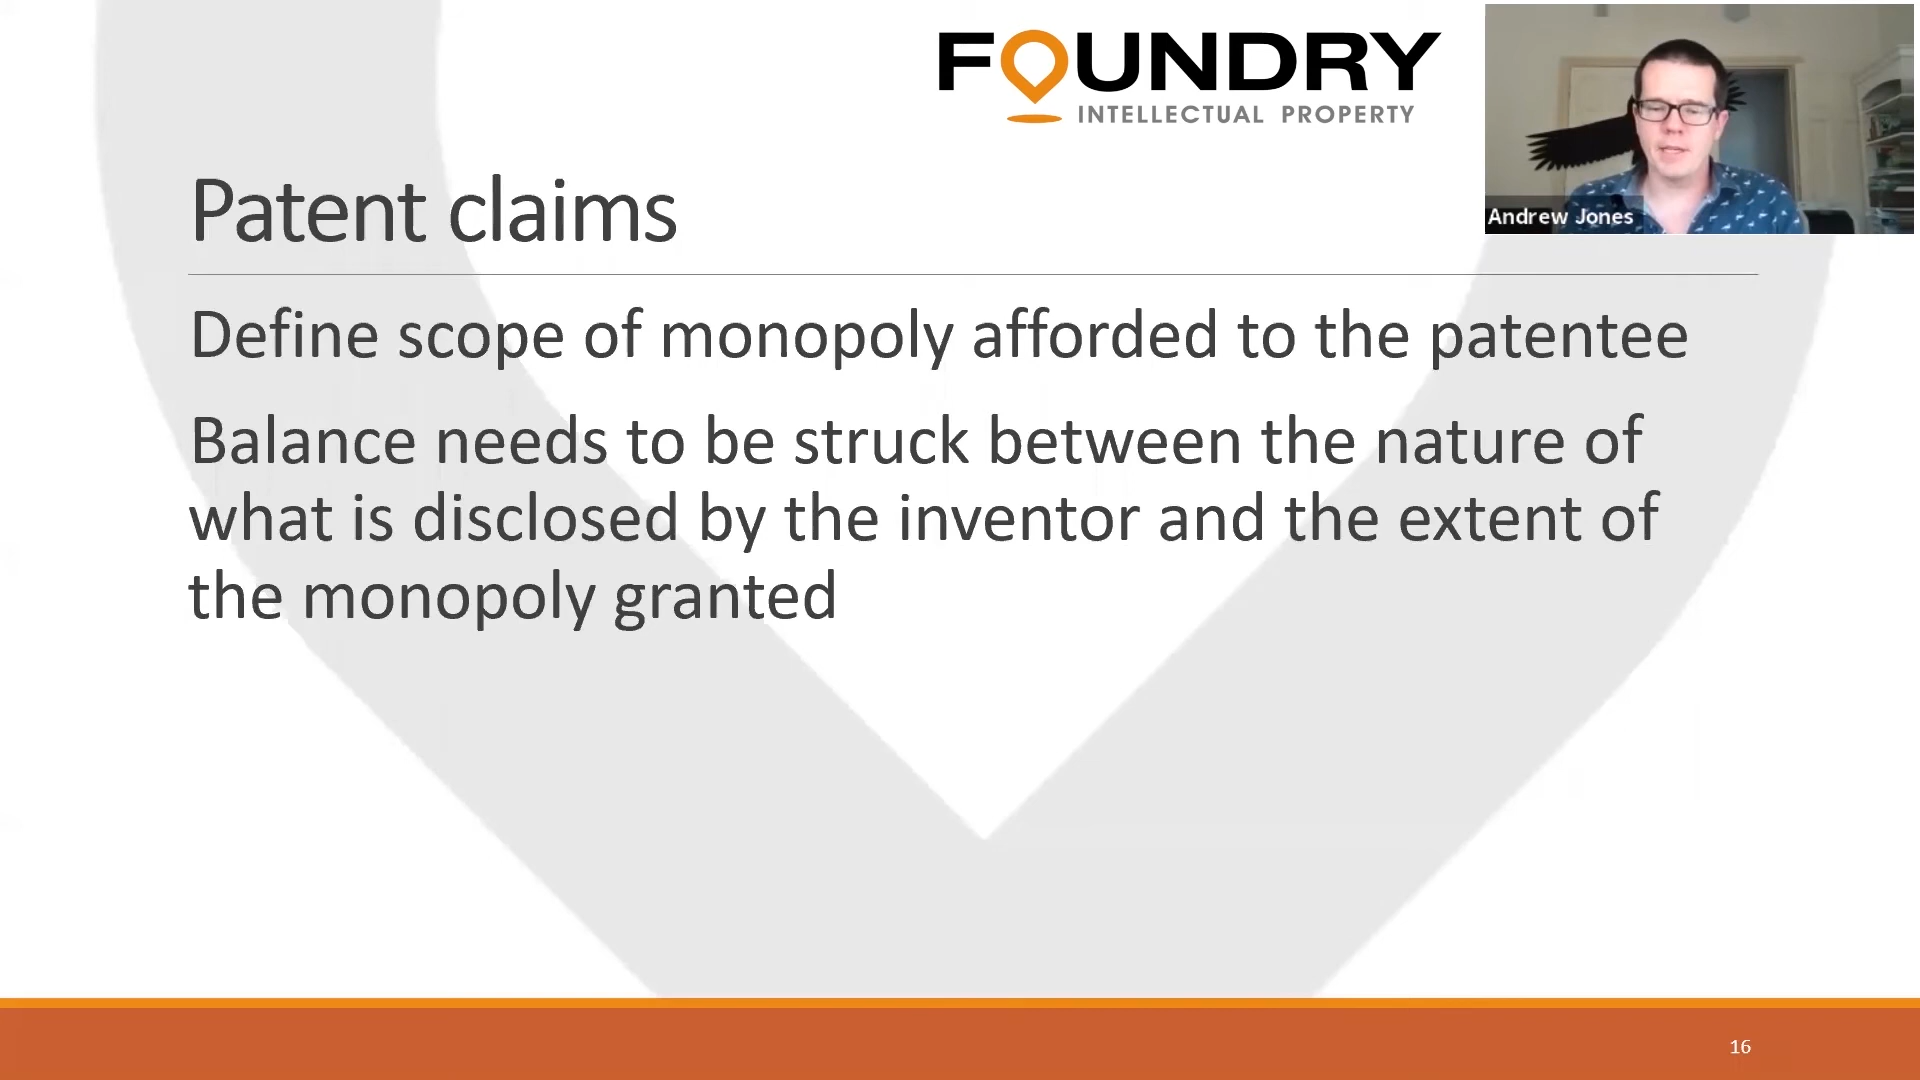 FOUNDRY
INTELLECTUAL PROPERTY
Andrew Jones
Patent claims
Define scope of monopoly afforded to the patentee
Balance needs to be struck between the nature of
what is disclosed by the inventor and the extent of
the monopoly granted
16